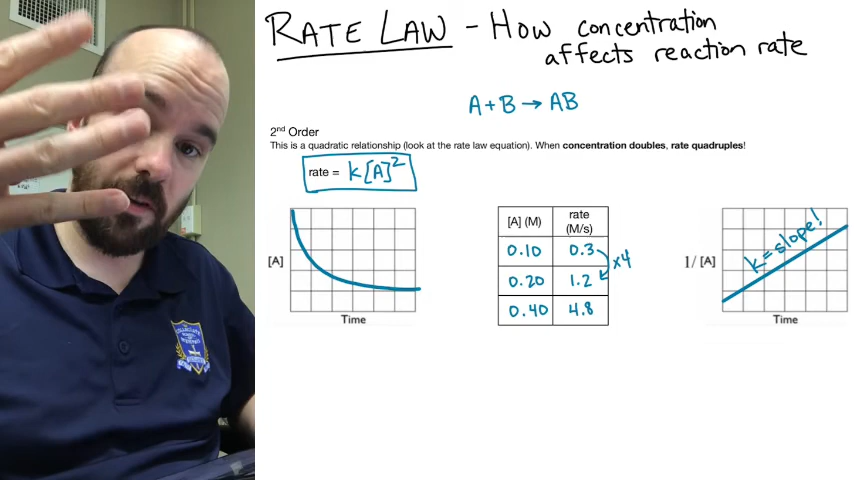 RATE LAW - HOW concentration
affects reaction rate
A + B → AB
2nd Order
This is a quadratic relationship (look at the rate law equation). When concentration doubles, rate quadruples!
rate = k[A]²
[A]
Time
[A] (M) rate (M/s)
0.10 0.3
0.20 1.2
0.40 4.8
x4
1/ [A]
k = slope!
Time